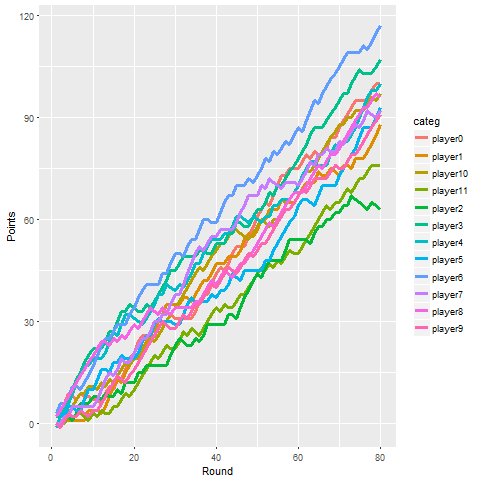 120
90
60
30
0
Points
0
20
40
60
80
Round
categ
player0
player1
player10
player11
player2
player3
player4
player5
player6
player7
player8
player9